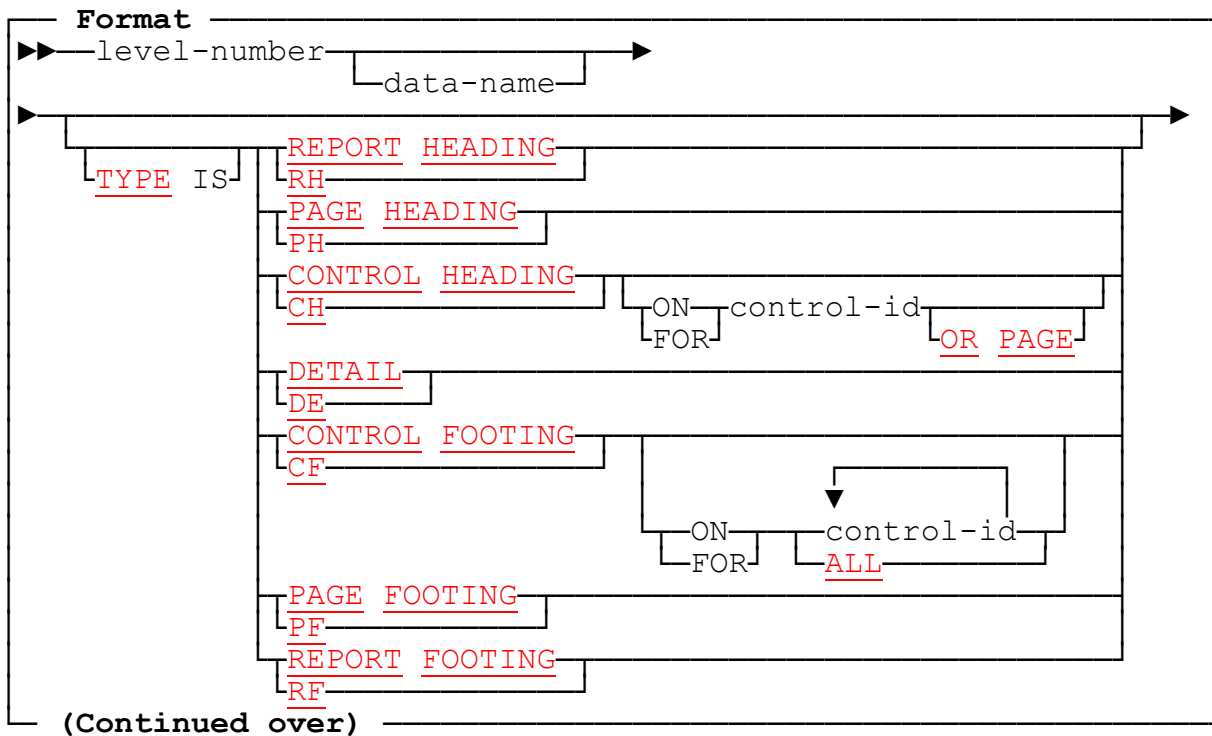 Format
level-number
data-name
REPORT HEADING
TYPE IS RH
PAGE HEADING
PH
CONTROL HEADING
CH ON control-id
FOR OR PAGE
DETAIL
DE
CONTROL FOOTING
CF
ON control-id
FOR ALL
PAGE FOOTING
PF
REPORT FOOTING
RF
(Continued over)